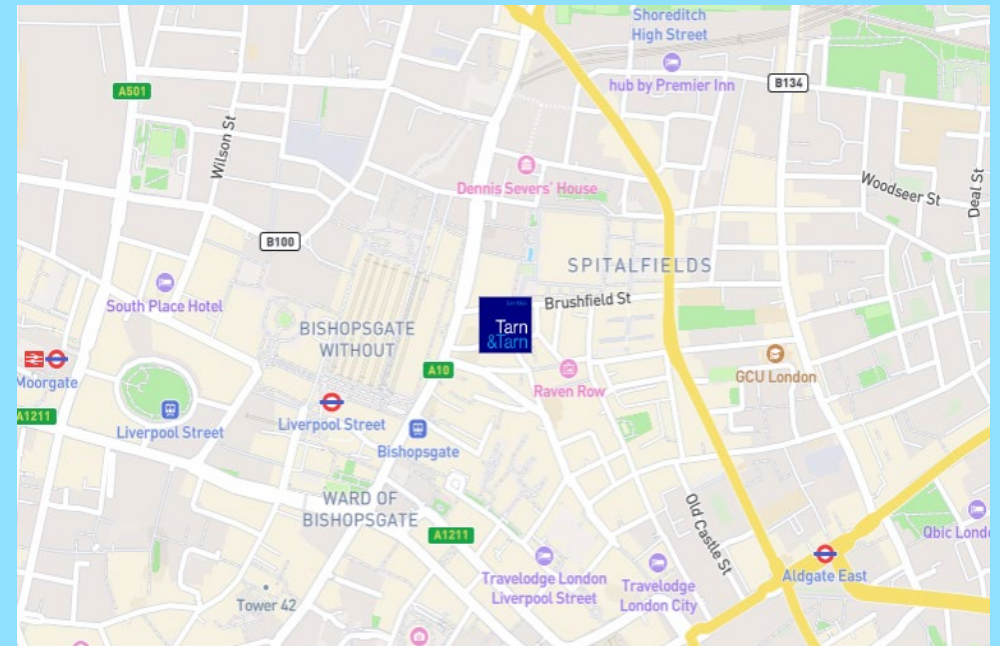 Shoreditch
High Street
hub by Premier Inn
B134
A501
Wilson St
Dennis Severs' House
Woodseer St
Deal St
B100
SPITALFIELDS
South Place Hotel
Brushfield St
BISHOPSGATE
WITHOUT
Tarn
&Tarn
Moorgate
A10
Raven Row
GCU London
A1211
Liverpool Street
Liverpool Street
Bishopsgate
WARD OF
BISHOPSGATE
A1211
Old Castle St
Qbic Lond
Travelodge London
Liverpool Street
Travelodge
London City
Aldgate East
Tower 42